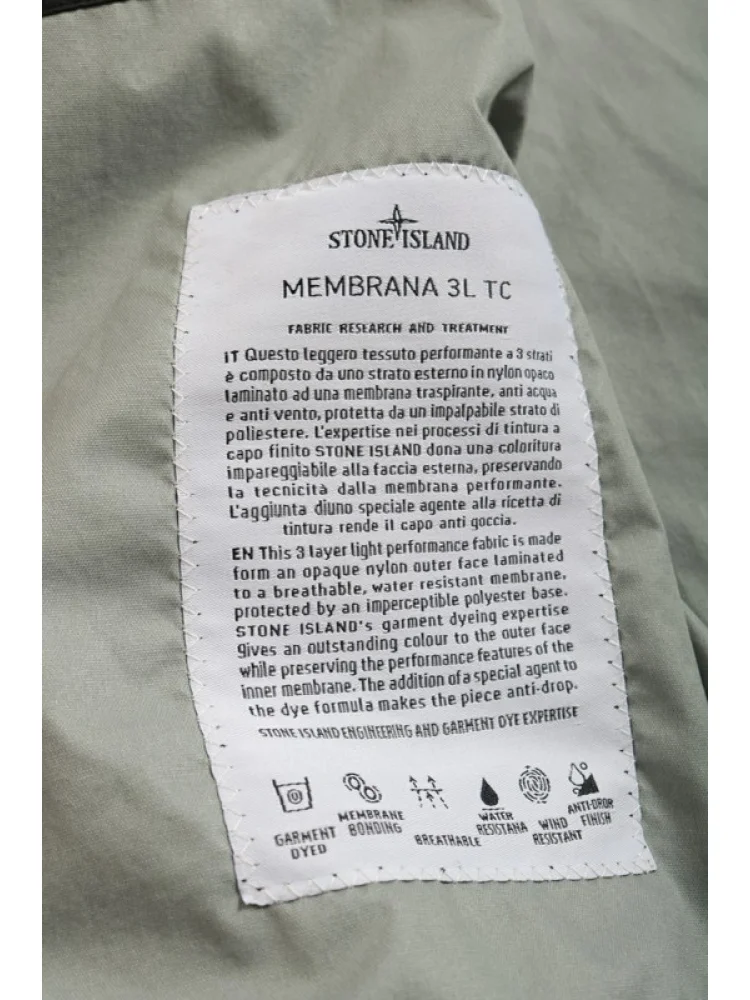 STONE ISLAND
MEMBRANA 3L TC
FABRIC RESEARCH AND TREATMENT
IT Questo leggero tessuto performante a 3 strati
è composto da uno strato esterno in nylon opaco
laminato ad una membrana traspirante, anti acqua
e anti vento, protetta da un impalpabile strato di
poliestere. L'expertise nei processi di tintura a
capo finito STONE ISLAND dona una coloritura
impareggiabile alla faccia esterna, preservando
la tecnicità dalla membrana performante.
L'aggiunta diuno speciale agente alla ricetta di
tintura rende il capo anti goccia.
EN This 3 layer light performance fabric is made
form an opaque nylon outer face laminated
to a breathable, water resistant membrane,
protected by an imperceptible polyester base.
STONE ISLAND's garment dyeing expertise
gives an outstanding colour to the outer face
while preserving the performance features of the
inner membrane. The addition of a special agent to
the dye formula makes the piece anti-drop.
STONE ISLAND ENGINEERING AND GARMENT DYE EXPERTISE
GARMENT
DYED
MEMBRANE
BONDING
BREATHABLE
WATER
RESISTANA
WIND
RESISTANT
ANTI-DROP
FINISH